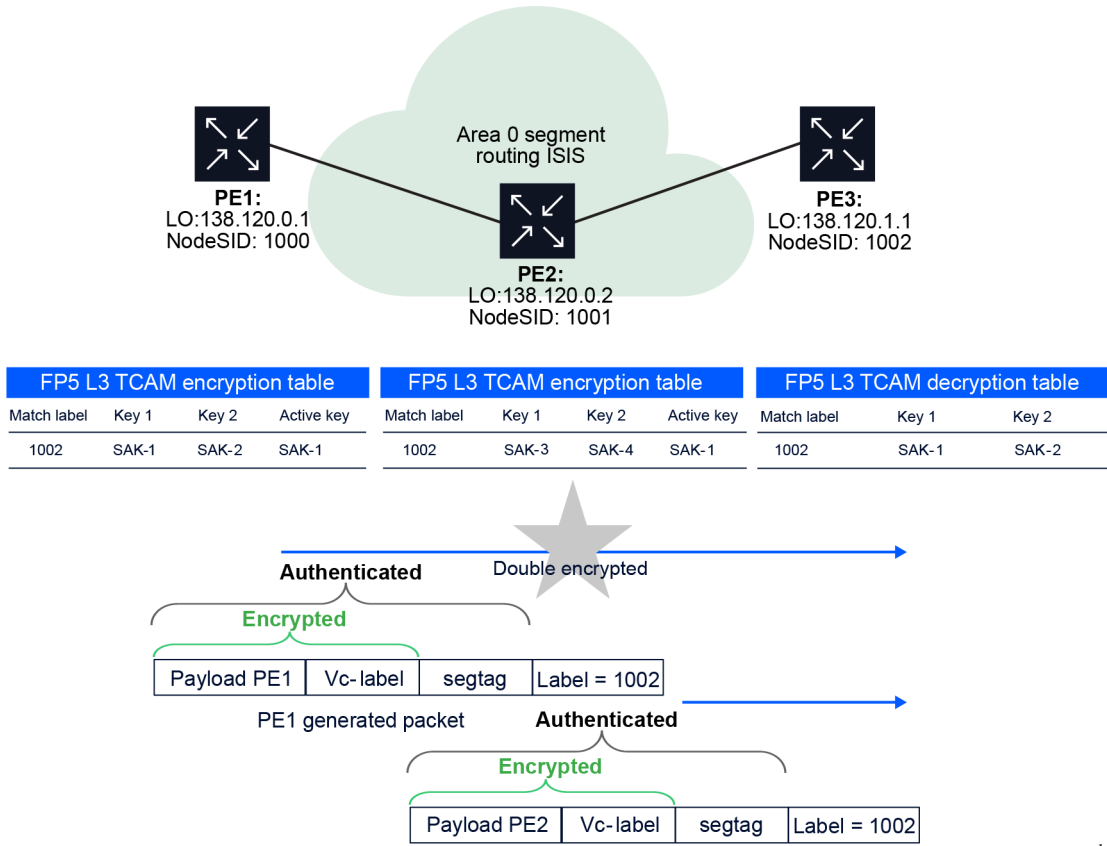 Area 0 segment
routing ISIS
PE1:
LO:138.120.0.1
NodeSID: 1000
PE3:
LO:138.120.1.1
NodeSID: 1002
PE2:
LO:138.120.0.2
NodeSID: 1001
FP5 L3 TCAM encryption table
Match label Key 1 Key 2 Active key
1002 SAK-1 SAK-2 SAK-1
FP5 L3 TCAM encryption table
Match label Key 1 Key 2 Active key
1002 SAK-3 SAK-4 SAK-1
FP5 L3 TCAM decryption table
Match label Key 1 Key 2
1002 SAK-1 SAK-2
Double encrypted
Authenticated
Encrypted
Payload PE1 Vc-label segtag Label = 1002
PE1 generated packet
Authenticated
Encrypted
Payload PE2 Vc-label segtag Label = 1002